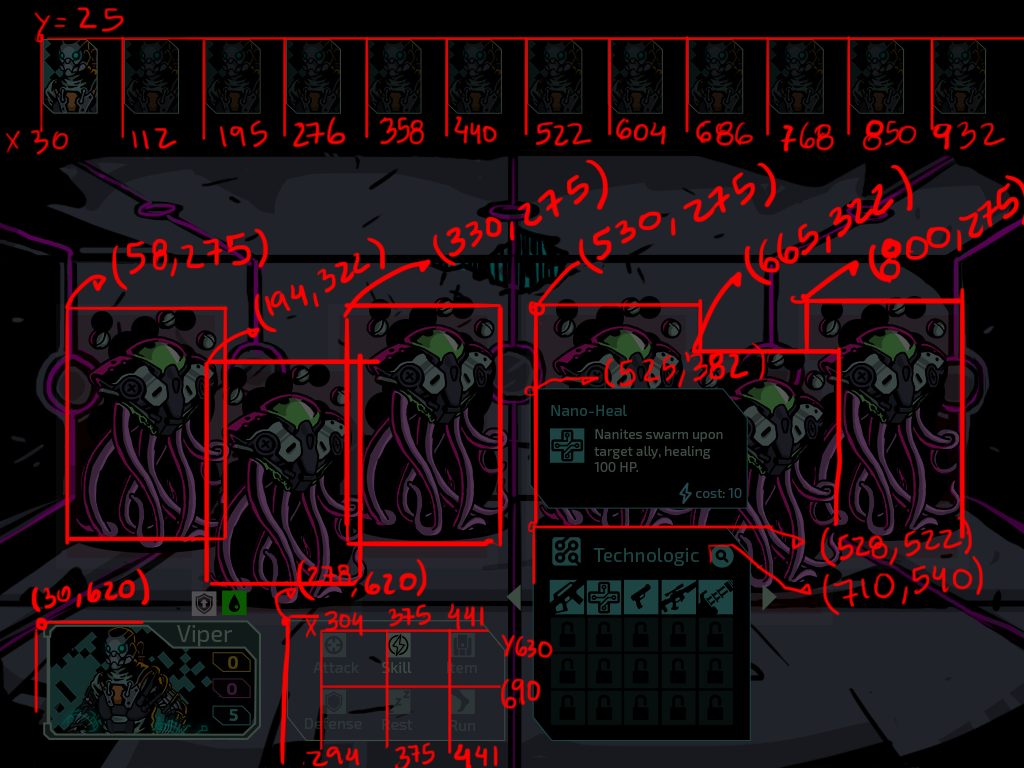 y=25
x 30 112 195 276 358 440 522 604 686 768 850 932
(58,275)
(194,322)
(330,275)
(530,275)
(665,322)
(800,275)
(525,382)
Nano-Heal
Nanites swarm upon
target ally, healing
100 HP.
cost: 10
Technologic
(528,522)
(710,540)
(30,620)
Viper
0
0
5
(278,620)
x 304 375 441
Y630
Attack Skill Item
690
Defense Rest Run
294 375 441